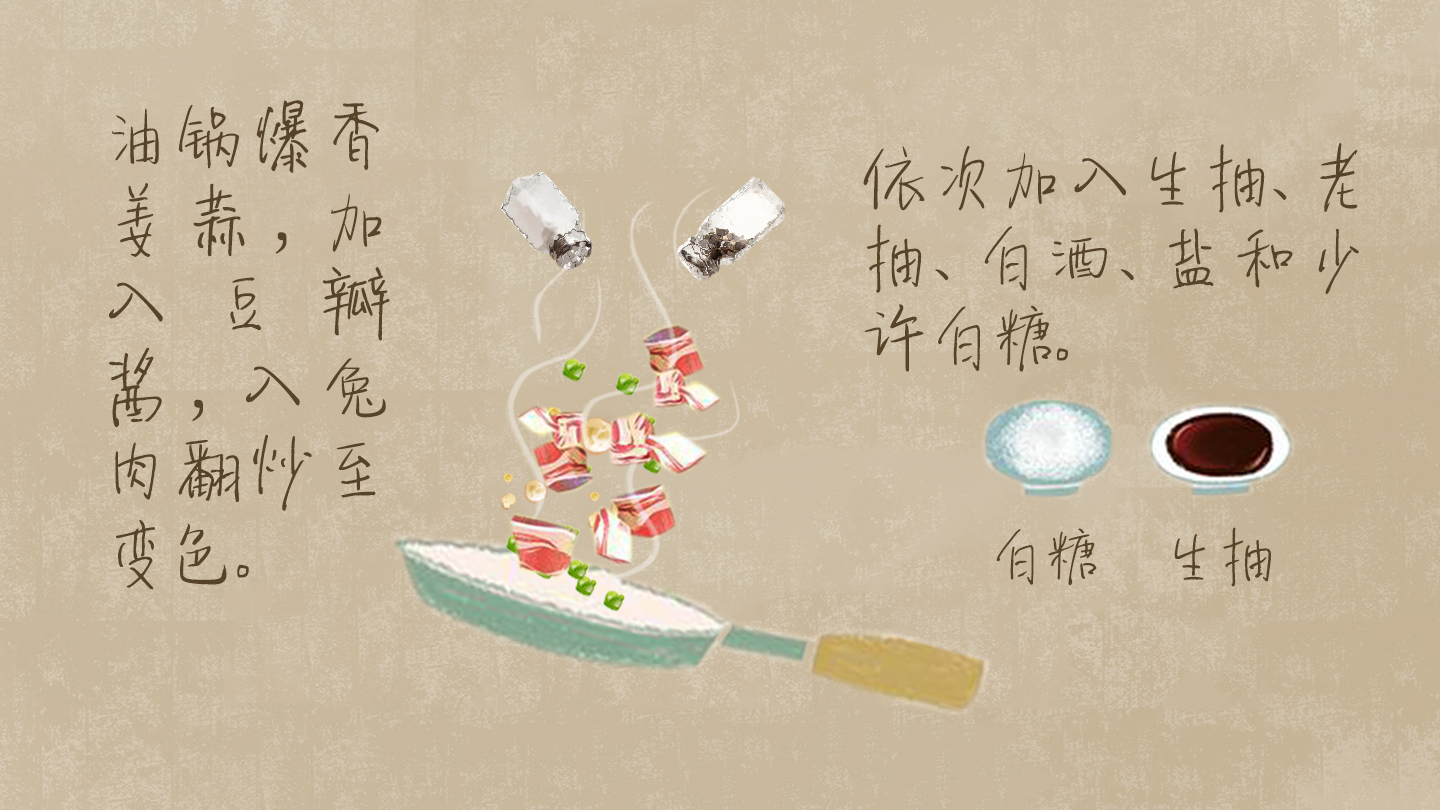 油锅爆香
姜蒜，加
入豆瓣
酱，入兔
肉翻炒至
变色。
依次加入生抽、老
抽、白酒、盐和少
许白糖。
白糖
生抽